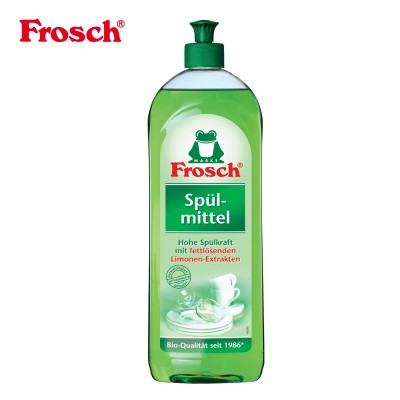 Frosch®
MARKE
Frosch®
Spül-
mittel
Hohe Spülkraft
mit fettlösenden
Limonen-Extrakten
Bio-Qualität seit 1986*